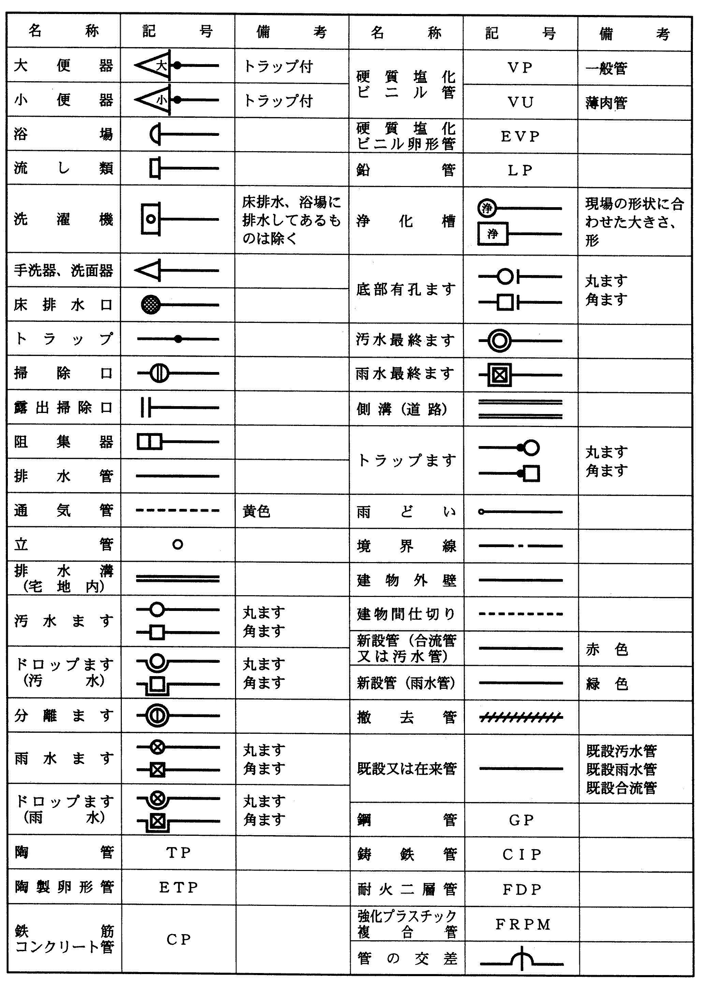 名称 記号 備考 名称 記号 備考
大便器 大 トラップ付
小便器 小 トラップ付
浴場
流し類
洗濯機 床排水、浴場に
排水してあるも
のは除く
手洗器、洗面器
床排水口
トラップ
掃除口
露出掃除口
阻集器
排水管
通気管 黄色
立管
排水溝
（宅地内）
汚水ます 丸ます
角ます
ドロップます
（汚水） 丸ます
角ます
分離ます
雨水ます 丸ます
角ます
ドロップます
（雨水） 丸ます
角ます
陶管 TP
陶製卵形管 ETP
鉄筋
コンクリート管 CP
硬質塩化
ビニル管 VP 一般管
VU 薄肉管
硬質塩化
ビニル卵形管 EVP
鉛管 LP
浄化槽 浄
浄
現場の形状に合
わせた大きさ、
形
底部有孔ます 丸ます
角ます
汚水最終ます
雨水最終ます
側溝（道路）
トラップます 丸ます
角ます
雨どい
境界線
建物外壁
建物間仕切り
新設管（合流管
又は汚水管） 赤色
新設管（雨水管） 緑色
撤去管
既設又は在来管 既設汚水管
既設雨水管
既設合流管
鋼管 GP
鋳鉄管 CIP
耐火二層管 FDP
強化プラスチック
複合管 FRPM
管の交差